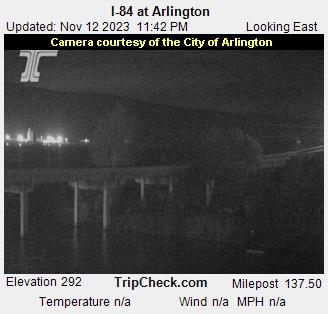 I-84 at Arlington
Updated: Nov 12 2023 11:42 PM Looking East
Camera courtesy of the City of Arlington
Elevation 292 TripCheck.com Milepost 137.50
Temperature n/a Wind n/a MPH n/a